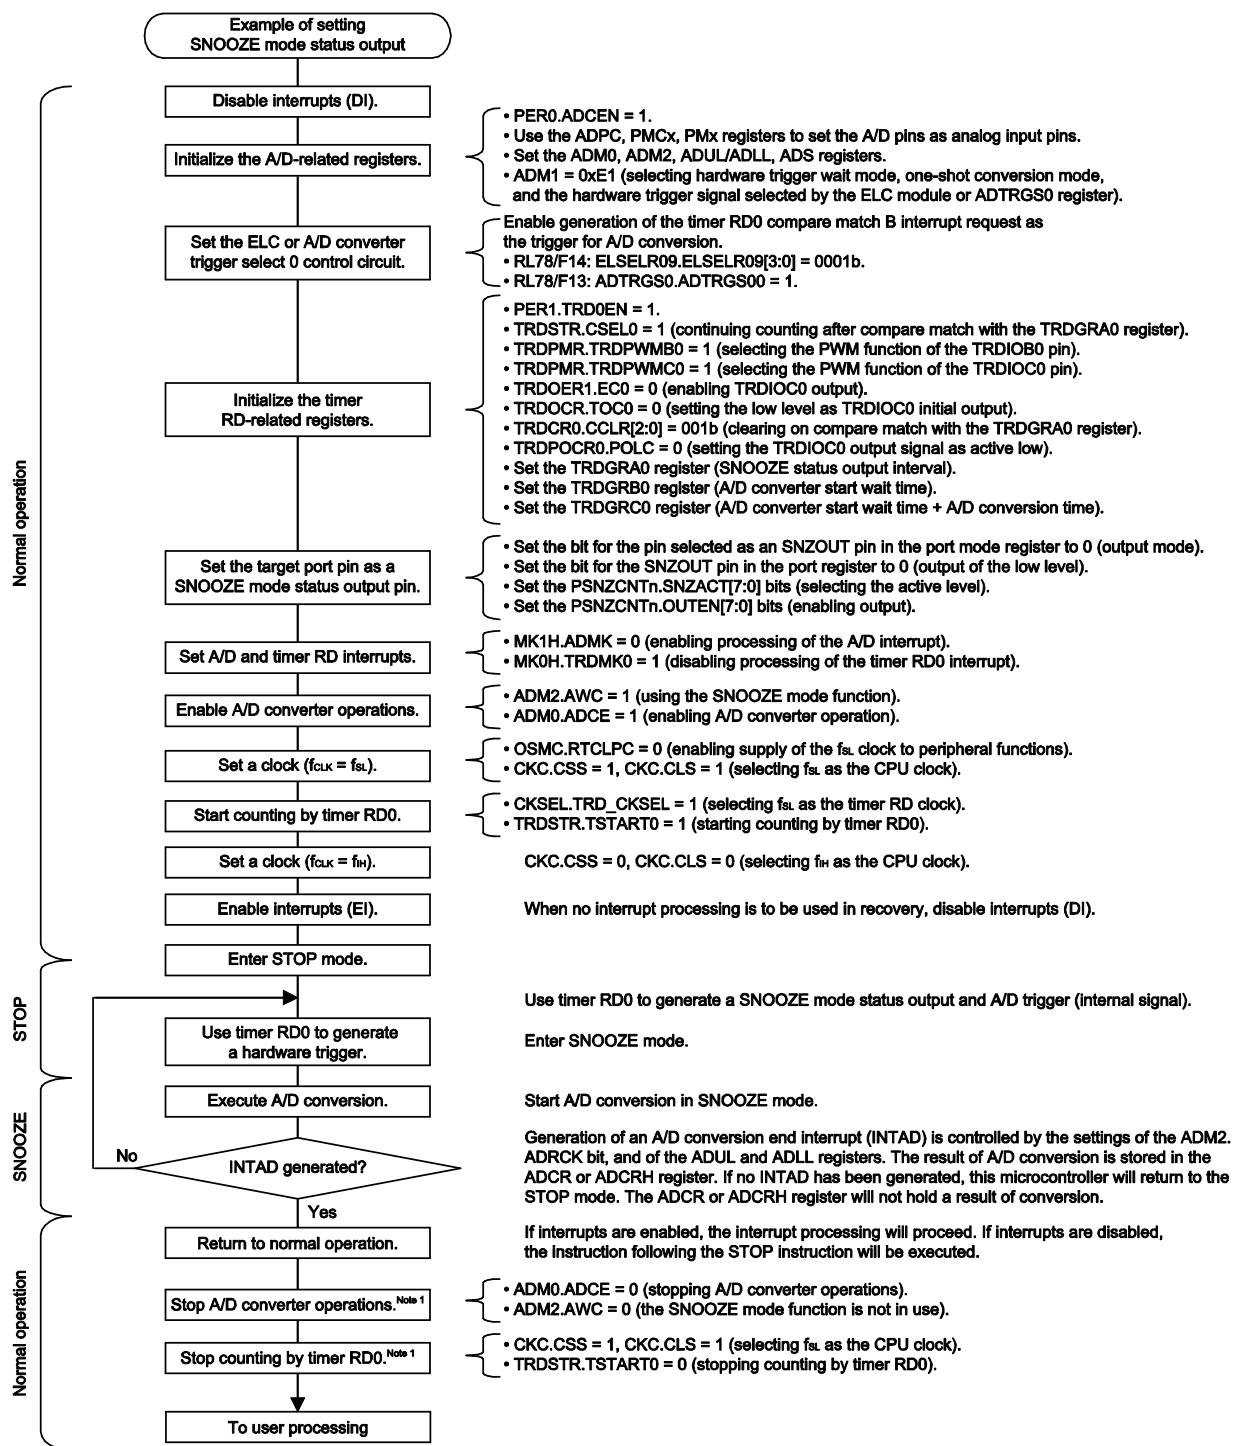 Example of setting
SNOOZE mode status output
Normal operation
Disable interrupts (DI).
Initialize the A/D-related registers.
• PER0.ADCEN = 1.
• Use the ADPC, PMCx, PMx registers to set the A/D pins as analog input pins.
• Set the ADM0, ADM2, ADUL/ADLL, ADS registers.
• ADM1 = 0xE1 (selecting hardware trigger wait mode, one-shot conversion mode,
and the hardware trigger signal selected by the ELC module or ADTRGS0 register).
Set the ELC or A/D converter
trigger select 0 control circuit.
Enable generation of the timer RD0 compare match B interrupt request as
the trigger for A/D conversion.
• RL78/F14: ELSELR09.ELSELR09[3:0] = 0001b.
• RL78/F13: ADTRGS0.ADTRGS00 = 1.
Initialize the timer
RD-related registers.
• PER1.TRD0EN = 1.
• TRDSTR.CSEL0 = 1 (continuing counting after compare match with the TRDGRA0 register).
• TRDPMR.TRDPWMB0 = 1 (selecting the PWM function of the TRDIOB0 pin).
• TRDPMR.TRDPWMC0 = 1 (selecting the PWM function of the TRDIOC0 pin).
• TRDOER1.EC0 = 0 (enabling TRDIOC0 output).
• TRDOCR.TOC0 = 0 (setting the low level as TRDIOC0 initial output).
• TRDCR0.CCLR[2:0] = 001b (clearing on compare match with the TRDGRA0 register).
• TRDPOCR0.POLC = 0 (setting the TRDIOC0 output signal as active low).
• Set the TRDGRA0 register (SNOOZE status output interval).
• Set the TRDGRB0 register (A/D converter start wait time).
• Set the TRDGRC0 register (A/D converter start wait time + A/D conversion time).
Set the target port pin as a
SNOOZE mode status output pin.
• Set the bit for the pin selected as an SNZOUT pin in the port mode register to 0 (output mode).
• Set the bit for the SNZOUT pin in the port register to 0 (output of the low level).
• Set the PSNZCNTn.SNZACT[7:0] bits (selecting the active level).
• Set the PSNZCNTn.OUTEN[7:0] bits (enabling output).
Set A/D and timer RD interrupts.
• MK1H.ADMK = 0 (enabling processing of the A/D interrupt).
• MK0H.TRDMK0 = 1 (disabling processing of the timer RD0 interrupt).
Enable A/D converter operations.
• ADM2.AWC = 1 (using the SNOOZE mode function).
• ADM0.ADCE = 1 (enabling A/D converter operation).
Set a clock (fCLK = fSL).
• OSMC.RTCLPC = 0 (enabling supply of the fSL clock to peripheral functions).
• CKC.CSS = 1, CKC.CLS = 1 (selecting fSL as the CPU clock).
Start counting by timer RD0.
• CKSEL.TRD_CKSEL = 1 (selecting fSL as the timer RD clock).
• TRDSTR.TSTART0 = 1 (starting counting by timer RD0).
Set a clock (fCLK = fIH).
CKC.CSS = 0, CKC.CLS = 0 (selecting fIH as the CPU clock).
Enable interrupts (EI).
When no interrupt processing is to be used in recovery, disable interrupts (DI).
Enter STOP mode.
STOP
Use timer RD0 to generate a SNOOZE mode status output and A/D trigger (internal signal).
Use timer RD0 to generate
a hardware trigger.
Enter SNOOZE mode.
SNOOZE
Execute A/D conversion.
Start A/D conversion in SNOOZE mode.
No
INTAD generated?
Generation of an A/D conversion end interrupt (INTAD) is controlled by the settings of the ADM2.
ADRCK bit, and of the ADUL and ADLL registers. The result of A/D conversion is stored in the
ADCR or ADCRH register. If no INTAD has been generated, this microcontroller will return to the
STOP mode. The ADCR or ADCRH register will not hold a result of conversion.
Yes
Normal operation
Return to normal operation.
If interrupts are enabled, the interrupt processing will proceed. If interrupts are disabled,
the instruction following the STOP instruction will be executed.
Stop A/D converter operations.Note 1
• ADM0.ADCE = 0 (stopping A/D converter operations).
• ADM2.AWC = 0 (the SNOOZE mode function is not in use).
Stop counting by timer RD0.Note 1
• CKC.CSS = 1, CKC.CLS = 1 (selecting fSL as the CPU clock).
• TRDSTR.TSTART0 = 0 (stopping counting by timer RD0).
To user processing